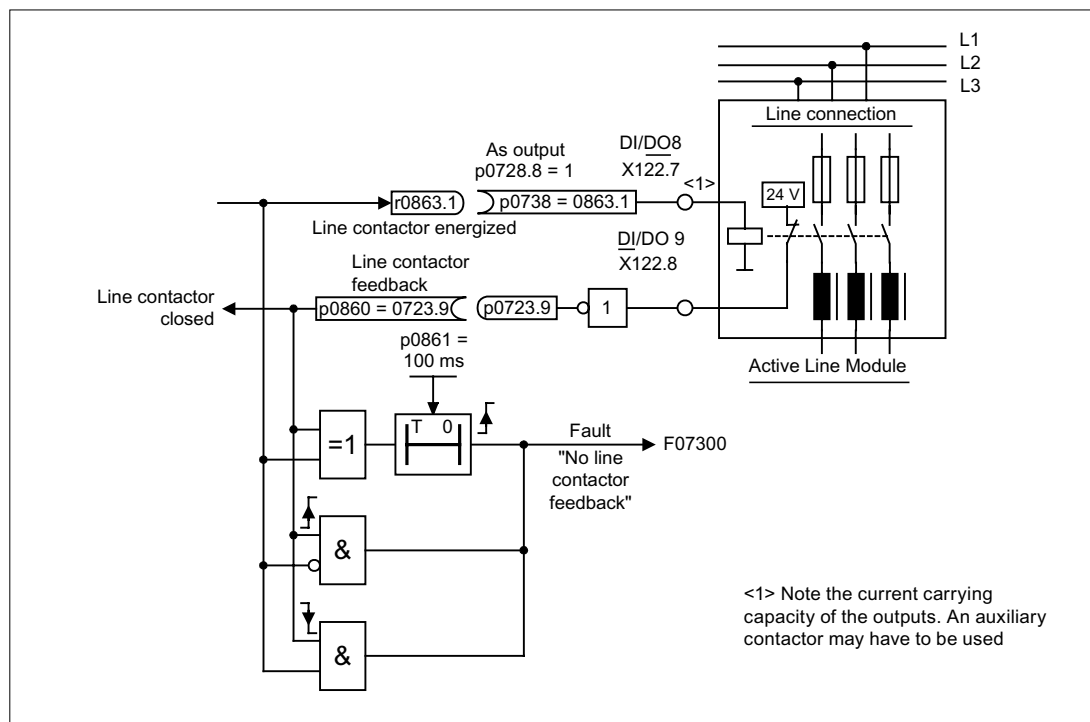 L1
L2
L3
Line connection
24 V
Active Line Module
As output
p0728.8 = 1
DI/DO8
X122.7
<1>
r0863.1
p0738 = 0863.1
Line contactor energized
DI/DO 9
X122.8
Line contactor
feedback
Line contactor
closed
p0860 = 0723.9
p0723.9
1
p0861 =
100 ms
T 0
=1
Fault
F07300
"No line
contactor
feedback"
&
&
<1> Note the current carrying
capacity of the outputs. An auxiliary
contactor may have to be used